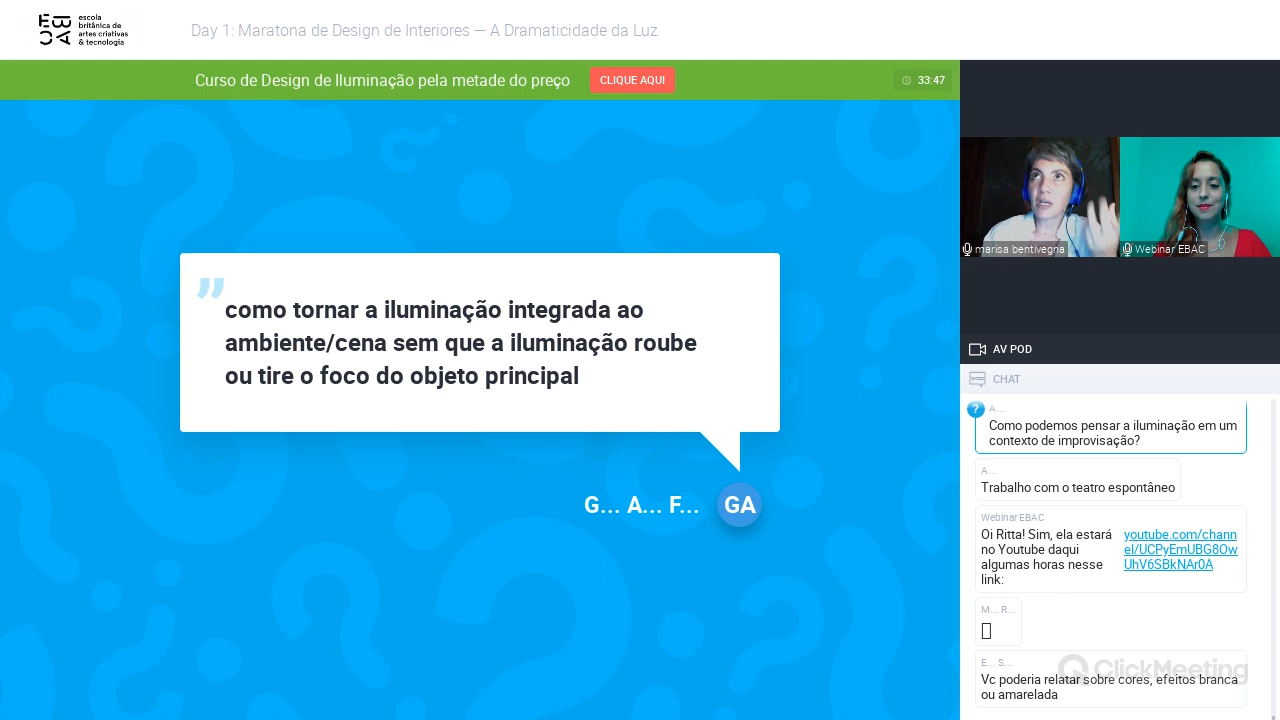 EBAC
escola
britânica de
artes criativas
& tecnologia
Day 1: Maratona de Design de Interiores — A Dramaticidade da Luz
Curso de Design de Iluminação pela metade do preço
CLIQUE AQUI
33:47
como tornar a iluminação integrada ao
ambiente/cena sem que a iluminação roube
ou tire o foco do objeto principal
G... A... F...
GA
marisa bentivegna
Webinar EBAC
AV POD
CHAT
?
A...
Como podemos pensar a iluminação em um
contexto de improvisação?
A...
Trabalho com o teatro espontâneo
Webinar EBAC
Oi Ritta! Sim, ela estará
no Youtube daqui
algumas horas nesse
link:
youtube.com/chann
el/UCPyEmUBG8Ow
UhV6SBkNAr0A
M... R...
E... S...
Vc poderia relatar sobre cores, efeitos branca
ou amarelada
ClickMeeting